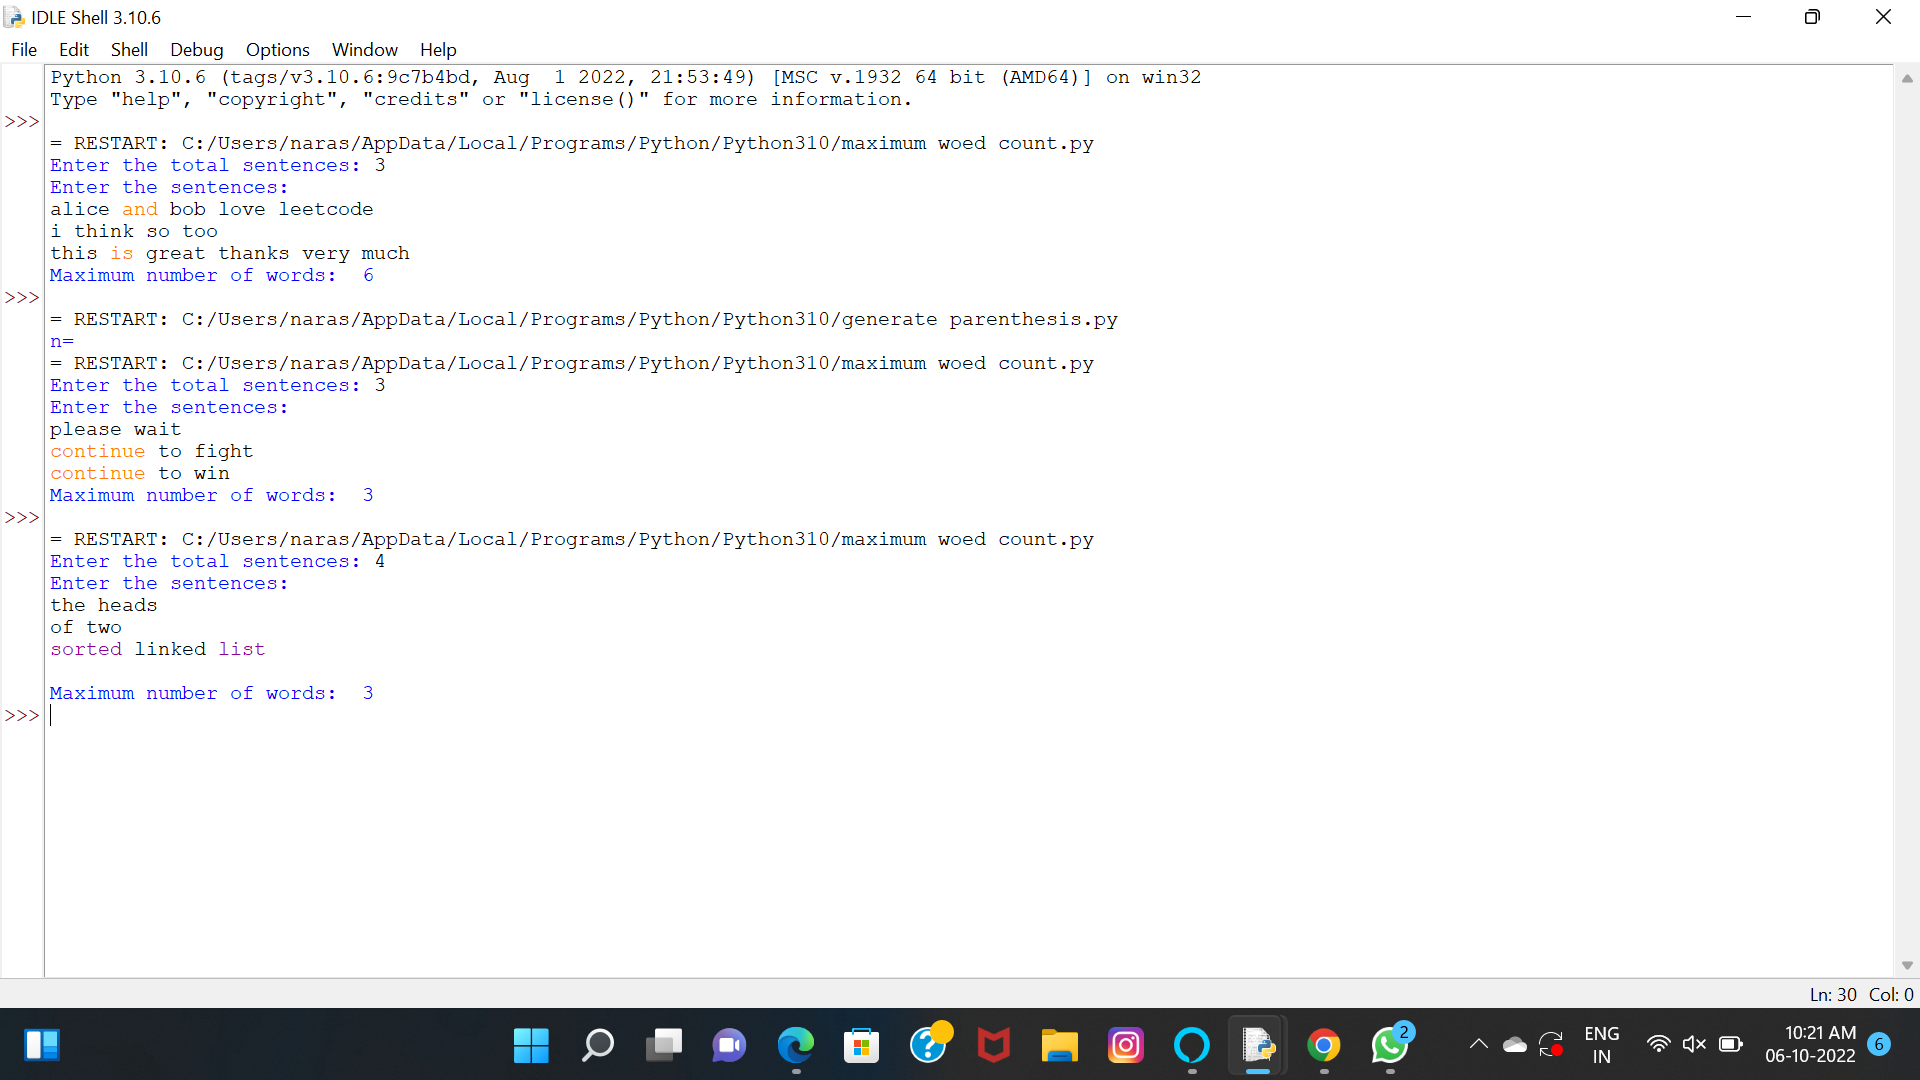 IDLE Shell 3.10.6
File Edit Shell Debug Options Window Help
Python 3.10.6 (tags/v3.10.6:9c7b4bd, Aug  1 2022, 21:53:49) [MSC v.1932 64 bit (AMD64)] on win32
Type "help", "copyright", "credits" or "license()" for more information.
>>>
= RESTART: C:/Users/naras/AppData/Local/Programs/Python/Python310/maximum woed count.py
Enter the total sentences: 3
Enter the sentences:
alice and bob love leetcode
i think so too
this is great thanks very much
Maximum number of words:  6
>>>
= RESTART: C:/Users/naras/AppData/Local/Programs/Python/Python310/generate parenthesis.py
n=
= RESTART: C:/Users/naras/AppData/Local/Programs/Python/Python310/maximum woed count.py
Enter the total sentences: 3
Enter the sentences:
please wait
continue to fight
continue to win
Maximum number of words:  3
>>>
= RESTART: C:/Users/naras/AppData/Local/Programs/Python/Python310/maximum woed count.py
Enter the total sentences: 4
Enter the sentences:
the heads
of two
sorted linked list
Maximum number of words:  3
>>>
Ln: 30 Col: 0
2
ENG
IN
10:21 AM
06-10-2022
6